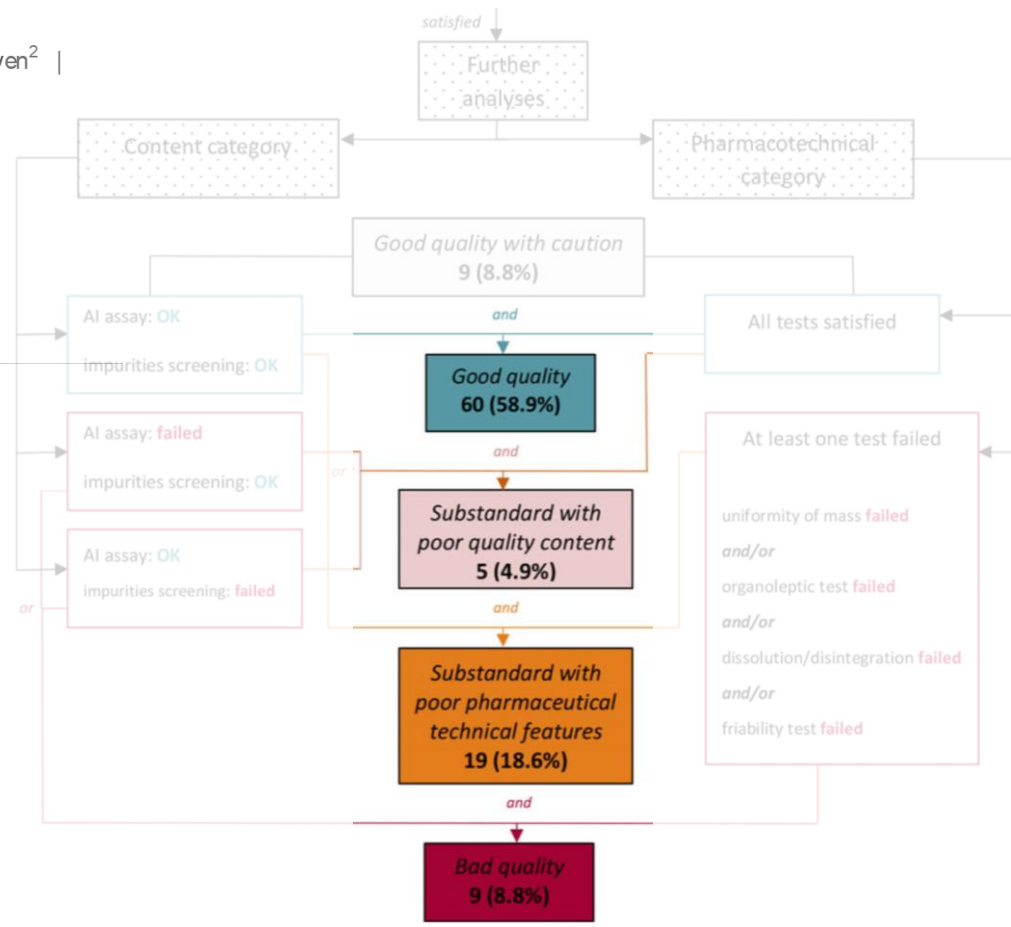 ven² |
satisfied
Further
analyses
Content category
Pharmacotechnical
category
Good quality with caution
9 (8.8%)
AI assay: OK
impurities screening: OK
and
All tests satisfied
Good quality
60 (58.9%)
AI assay: failed
impurities screening: OK
or
and
At least one test failed
Substandard with
poor quality content
5 (4.9%)
uniformity of mass failed
and/or
organoleptic test failed
and/or
dissolution/disintegration failed
and/or
friability test failed
AI assay: OK
impurities screening: failed
or
and
Substandard with
poor pharmaceutical
technical features
19 (18.6%)
and
Bad quality
9 (8.8%)